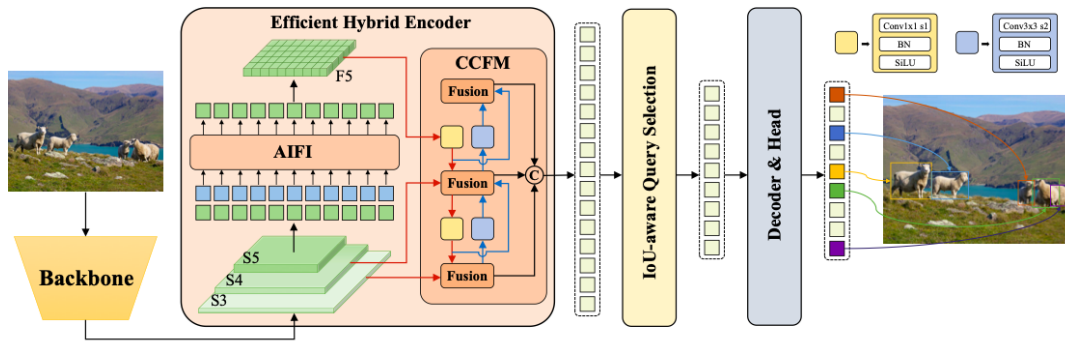 Efficient Hybrid Encoder
F5
CCFM
Fusion
AIFI
Fusion
S5
S4
S3
Fusion
C
Backbone
IoU-aware Query Selection
Decoder & Head
Conv1x1 s1
BN
SiLU
Conv3x3 s2
BN
SiLU